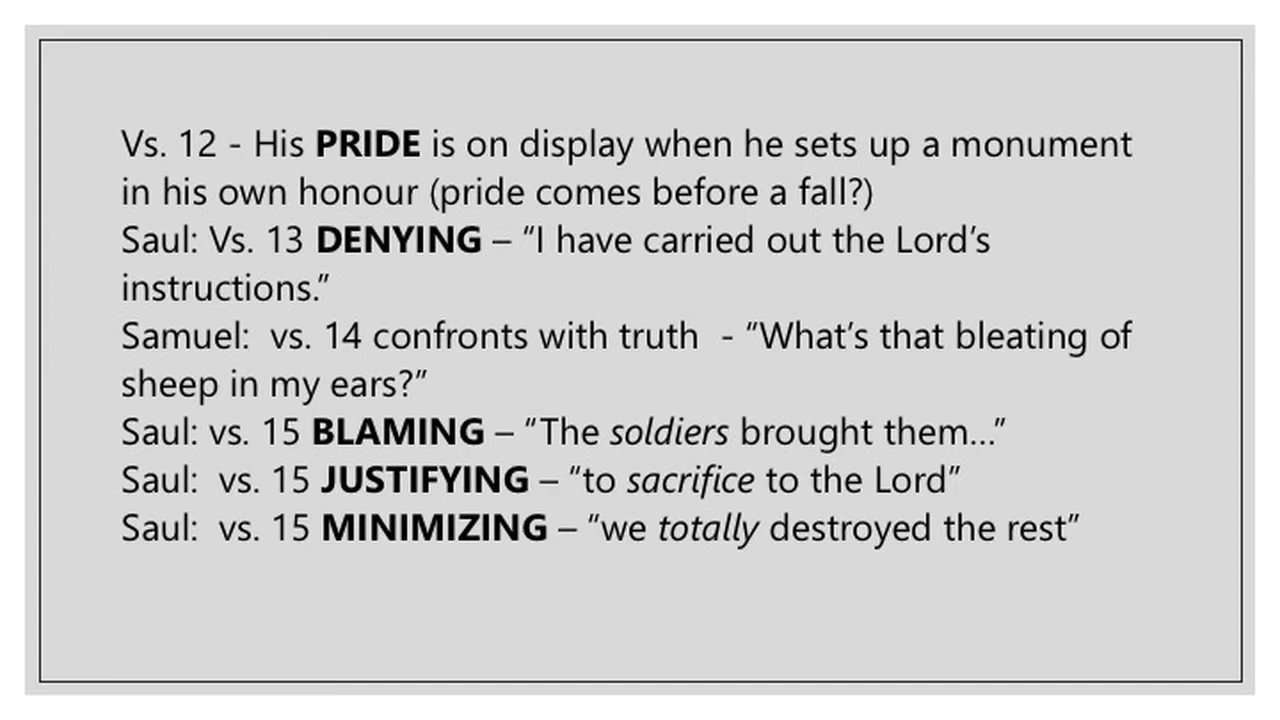 Vs. 12 - His PRIDE is on display when he sets up a monument
in his own honour (pride comes before a fall?)
Saul: Vs. 13 DENYING – “I have carried out the Lord’s
instructions.”
Samuel:  vs. 14 confronts with truth  - “What’s that bleating of
sheep in my ears?”
Saul: vs. 15 BLAMING – “The soldiers brought them…”
Saul:  vs. 15 JUSTIFYING – “to sacrifice to the Lord”
Saul:  vs. 15 MINIMIZING – “we totally destroyed the rest”